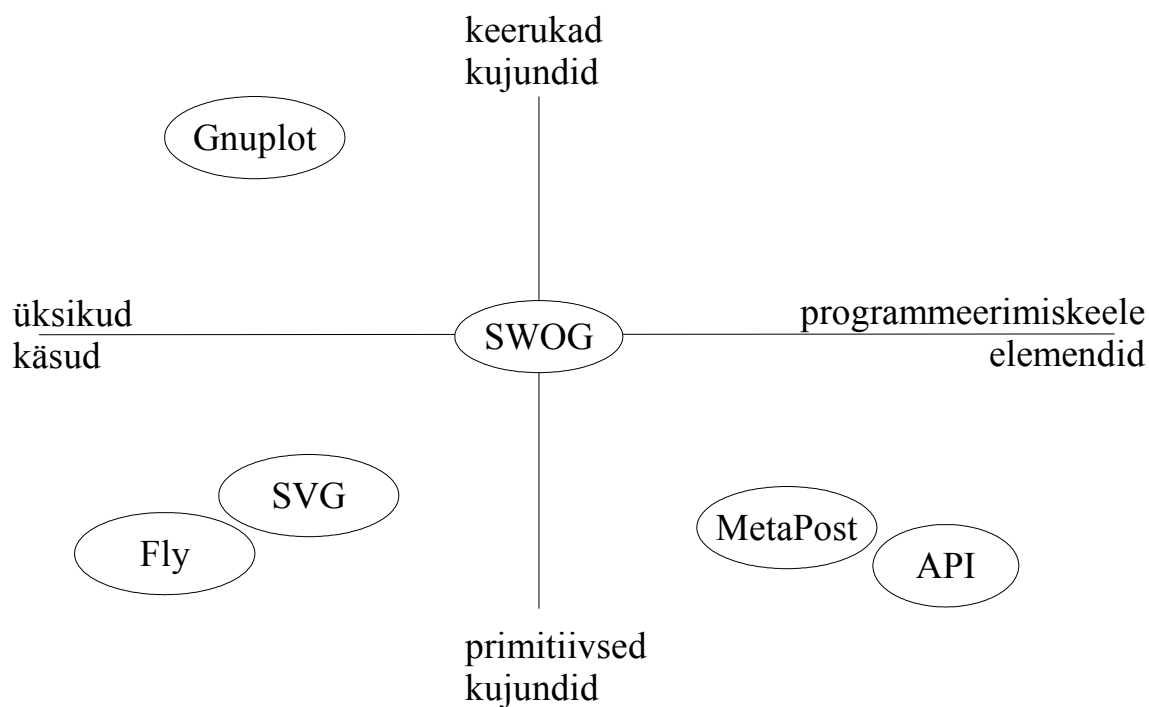 keerukad
kujundid
Gnuplot
üksikud
käsud
SWOG
programmeerimiskeele
elemendid
SVG
Fly
MetaPost
API
primitiivsed
kujundid